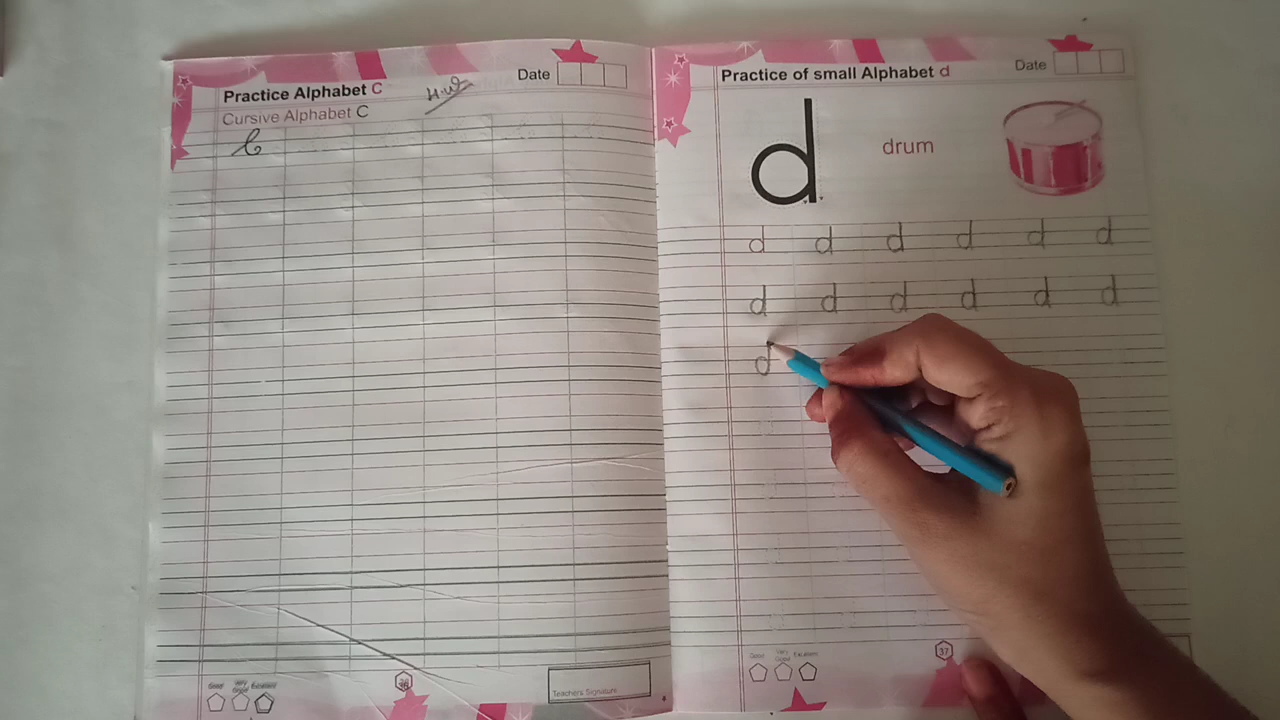 Practice Alphabet C
H.W
Date
Cursive Alphabet C
C
Good
Very Good
Excellent
36
Teachers Signature
Practice of small Alphabet d
Date
d
drum
d d d d d d
d d d d d d
d
Good
Very Good
Excellent
37